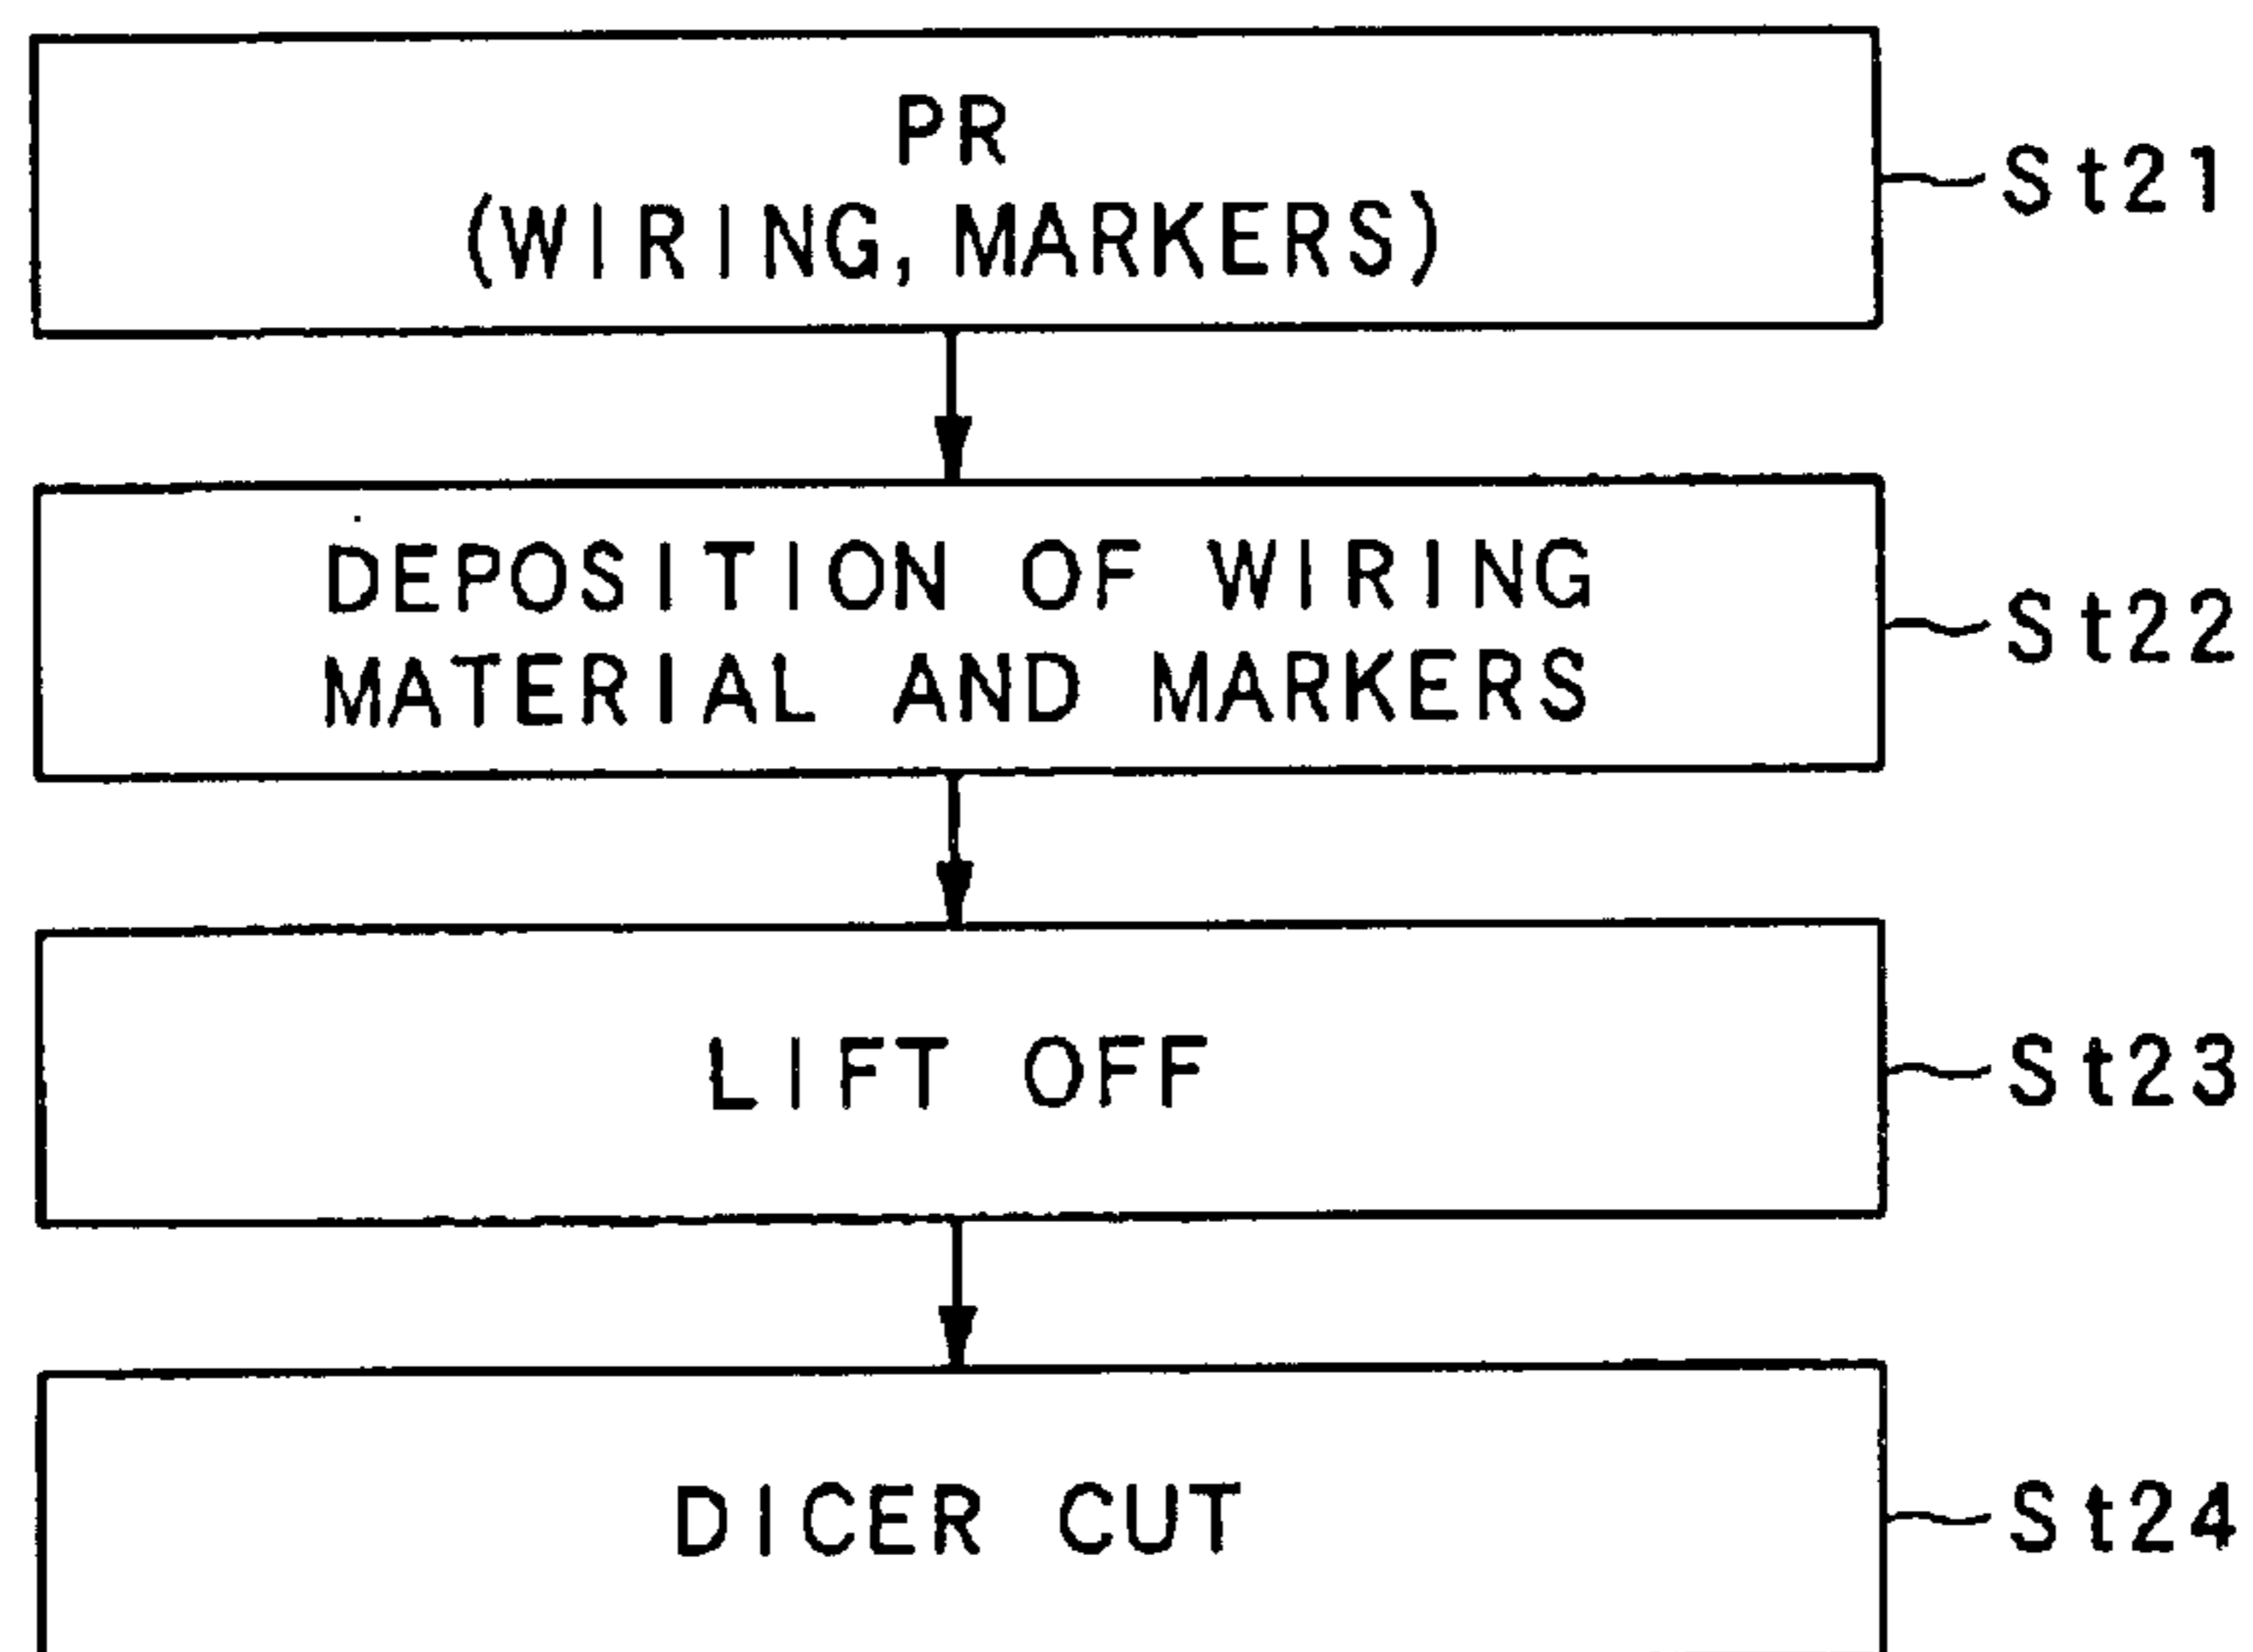 PR
(WIRING, MARKERS)
St21
DEPOSITION OF WIRING
MATERIAL AND MARKERS
St22
LIFT OFF
St23
DICER CUT
St24